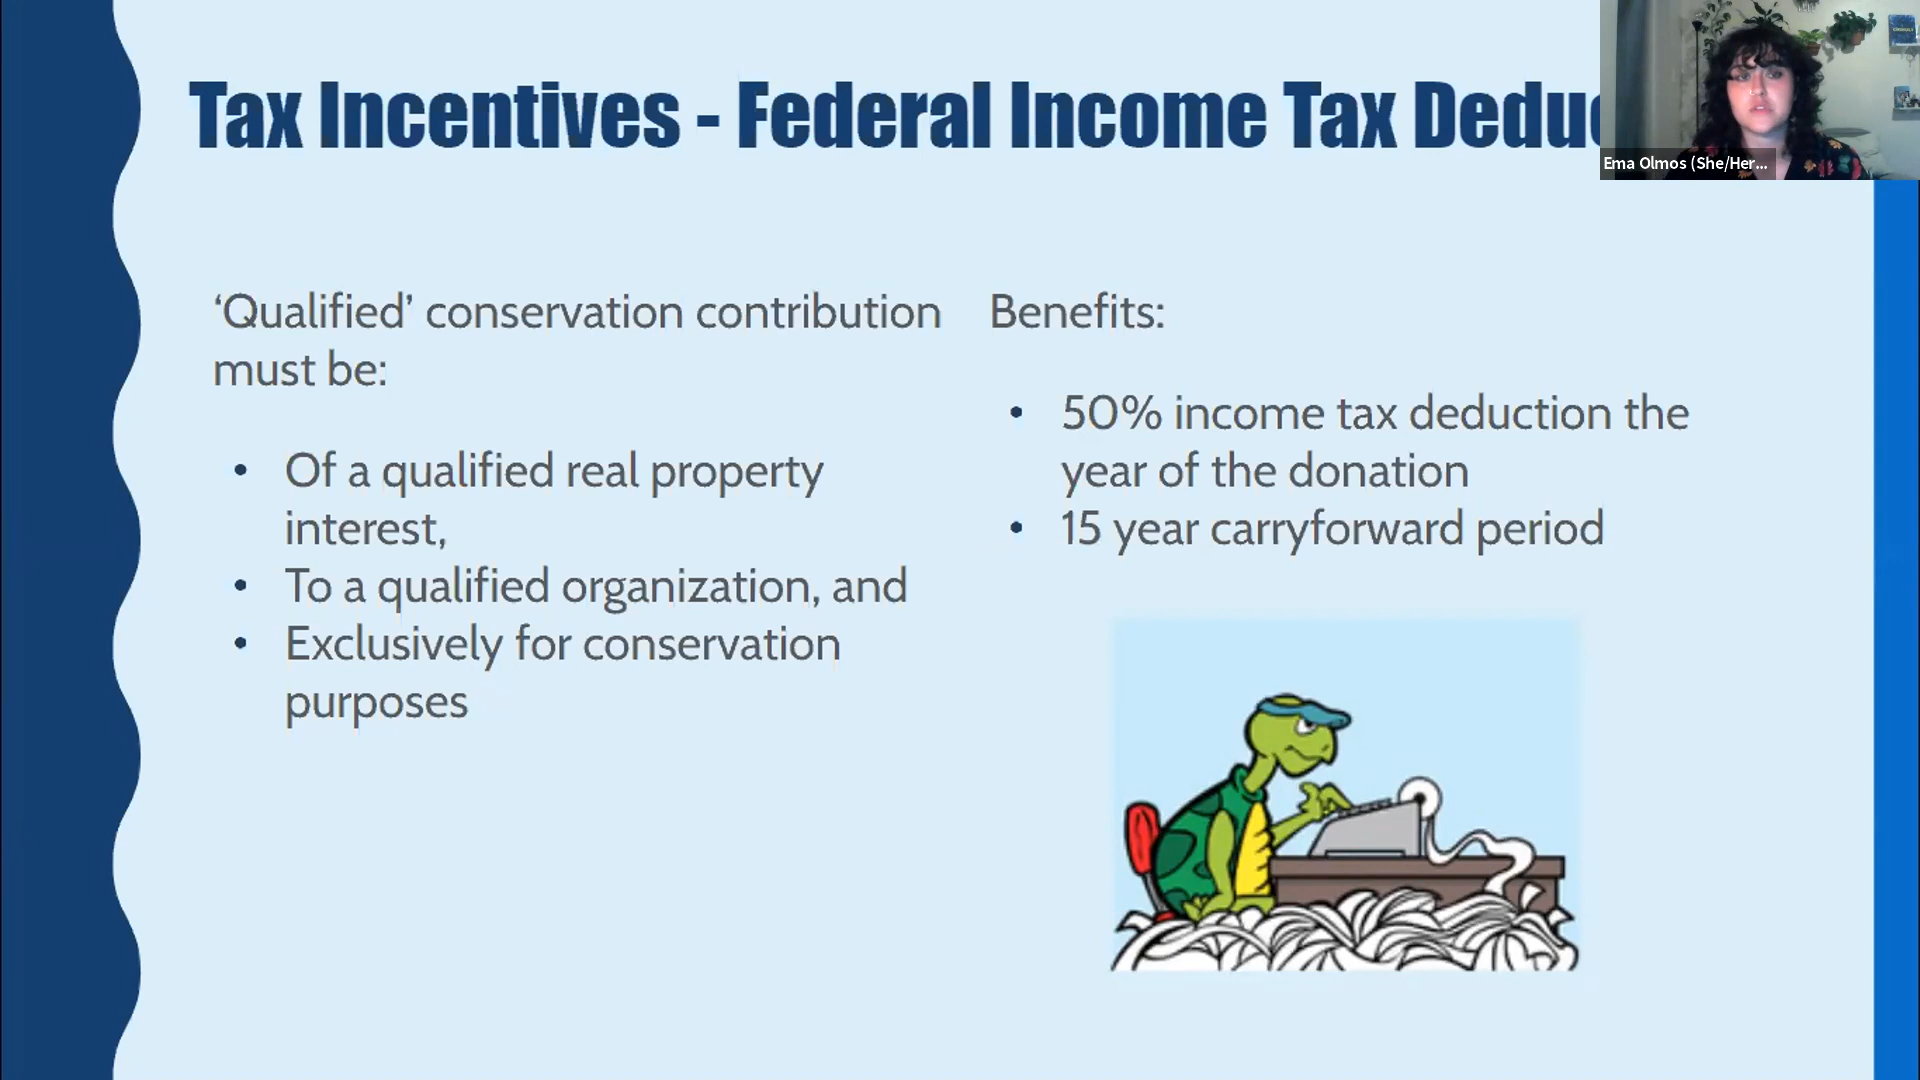 Tax Incentives - Federal Income Tax Deduc
Ema Olmos (She/Her...
‘Qualified’ conservation contribution
must be:
• Of a qualified real property
interest,
• To a qualified organization, and
• Exclusively for conservation
purposes
Benefits:
• 50% income tax deduction the
year of the donation
• 15 year carryforward period